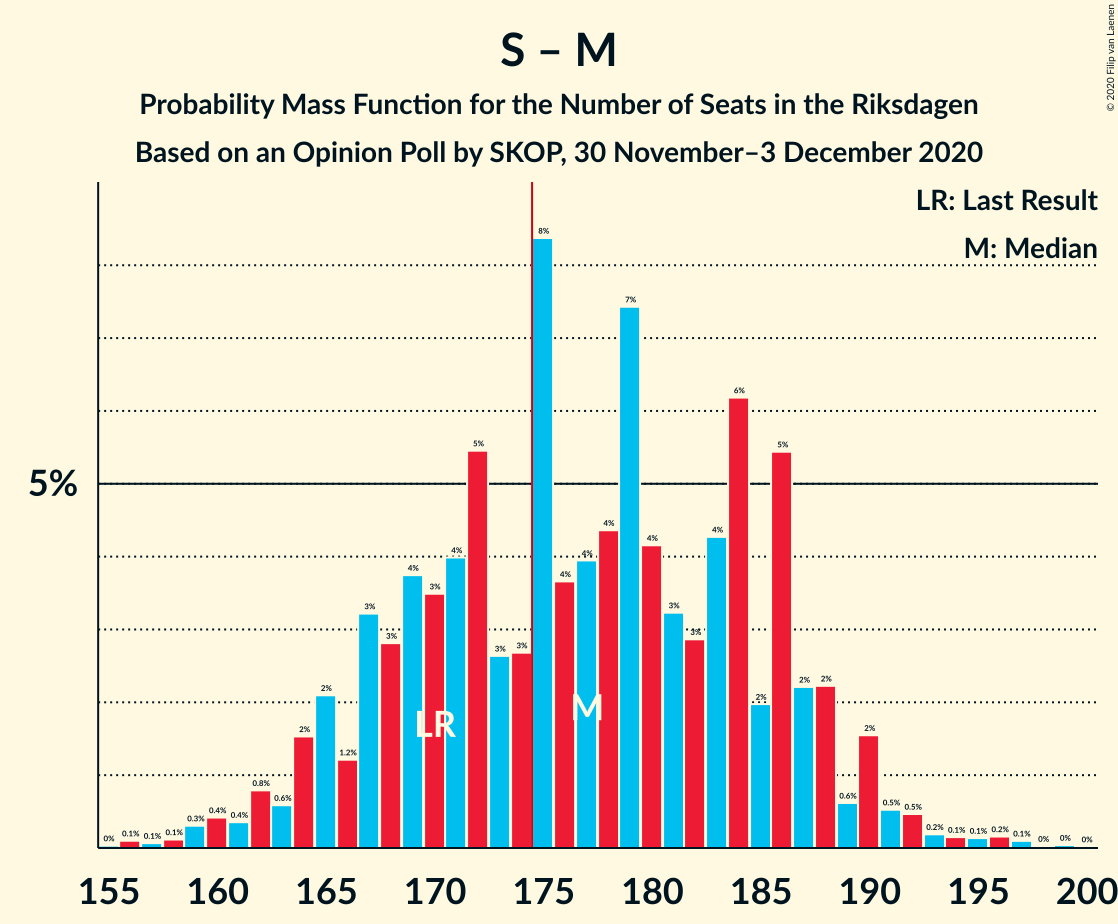 S – M
Probability Mass Function for the Number of Seats in the Riksdagen
Based on an Opinion Poll by SKOP, 30 November–3 December 2020
© 2020 Filip van Laenen
LR: Last Result
M: Median
5%
0% 0.1% 0.1% 0.1% 0.3% 0.4% 0.4% 0.8% 0.6% 2% 2% 1.2% 3% 3% 4% 3% 4% 5% 3% 3% 8% 4% 4% 4% 7% 4% 3% 3% 4% 6% 2% 5% 2% 2% 0.6% 2% 0.5% 0.5% 0.2% 0.1% 0.1% 0.2% 0.1% 0% 0% 0%
LR
M
155 160 165 170 175 180 185 190 195 200